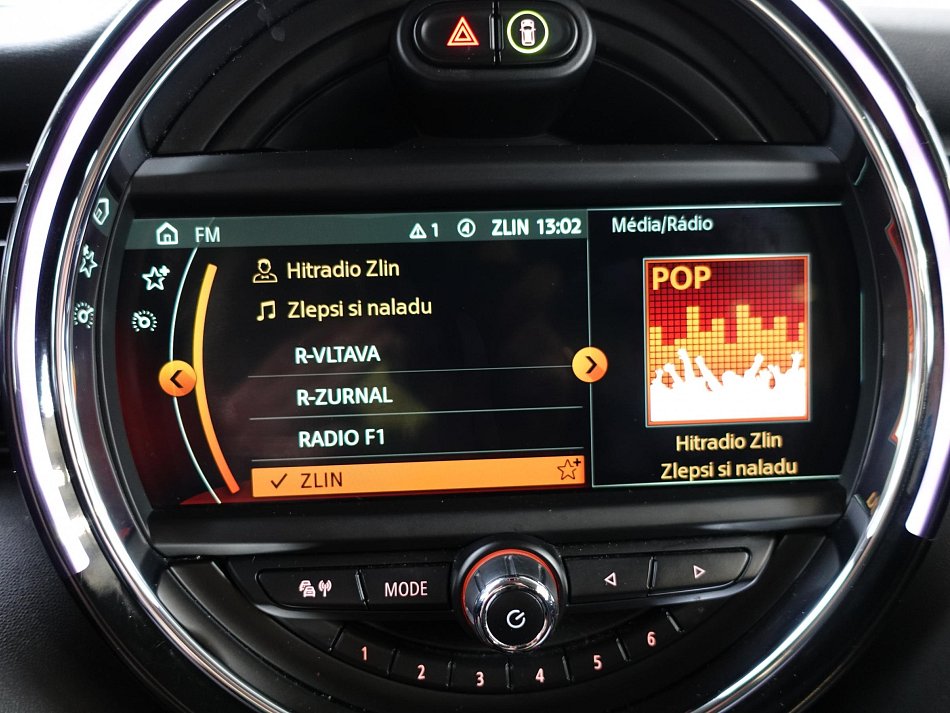 FM
1
ZLIN 13:02
Média/Rádio
Hitradio Zlin
Zlepsi si naladu
R-VLTAVA
R-ZURNAL
RADIO F1
ZLIN
POP
Hitradio Zlin
Zlepsi si naladu
MODE
1
2
3
4
5
6